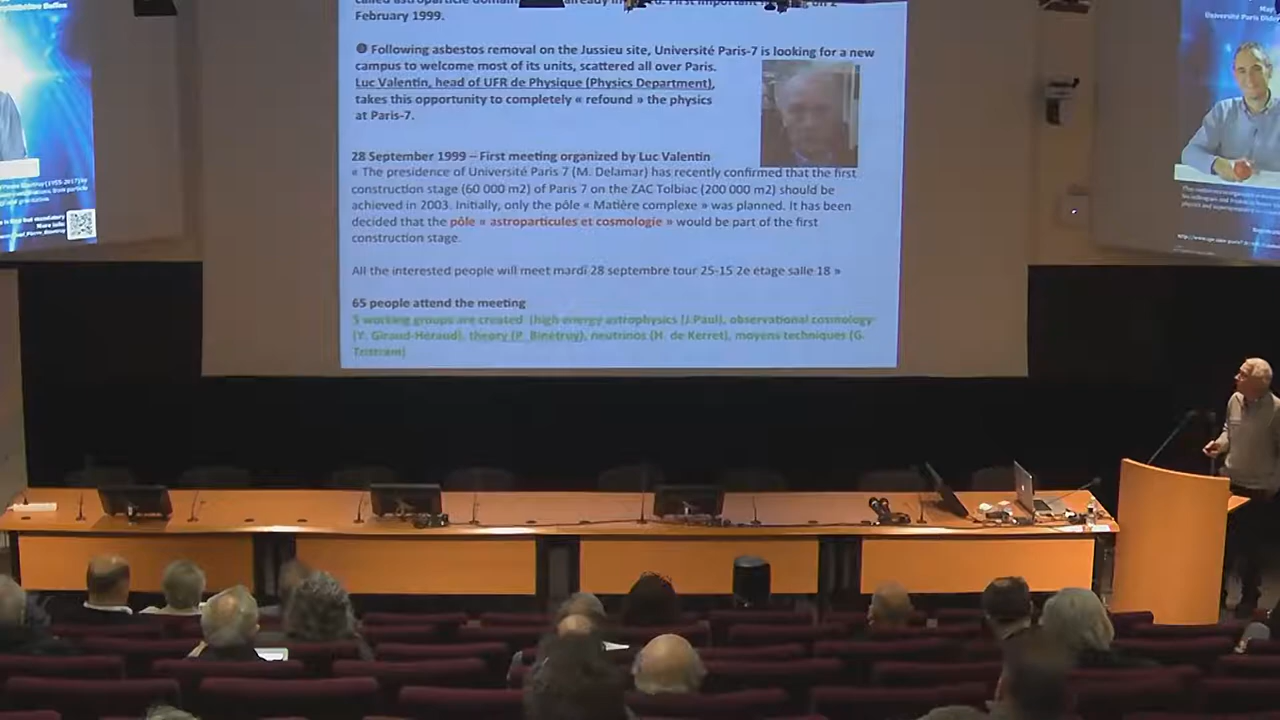 February 1999.
● Following asbestos removal on the Jussieu site, Université Paris-7 is looking for a new
campus to welcome most of its units, scattered all over Paris.
Luc Valentin, head of UFR de Physique (Physics Department),
takes this opportunity to completely « refound » the physics
at Paris-7.
28 September 1999 – First meeting organized by Luc Valentin
« The presidence of Université Paris 7 (M. Delamar) has recently confirmed that the first
construction stage (60 000 m2) of Paris 7 on the ZAC Tolbiac (200 000 m2) should be
achieved in 2003. Initially, only the pôle « Matière complexe » was planned. It has been
decided that the pôle « astroparticules et cosmologie » would be part of the first
construction stage.
All the interested people will meet mardi 28 septembre tour 25-15 2e étage salle 18 »
65 people attend the meeting
5 working groups are created (high energy astrophysics (J.Paul), observational cosmology
(Y. Giraud-Héraud), theory (P. Binétruy), neutrinos (H. de Kerret), moyens techniques (G.
Tristram)